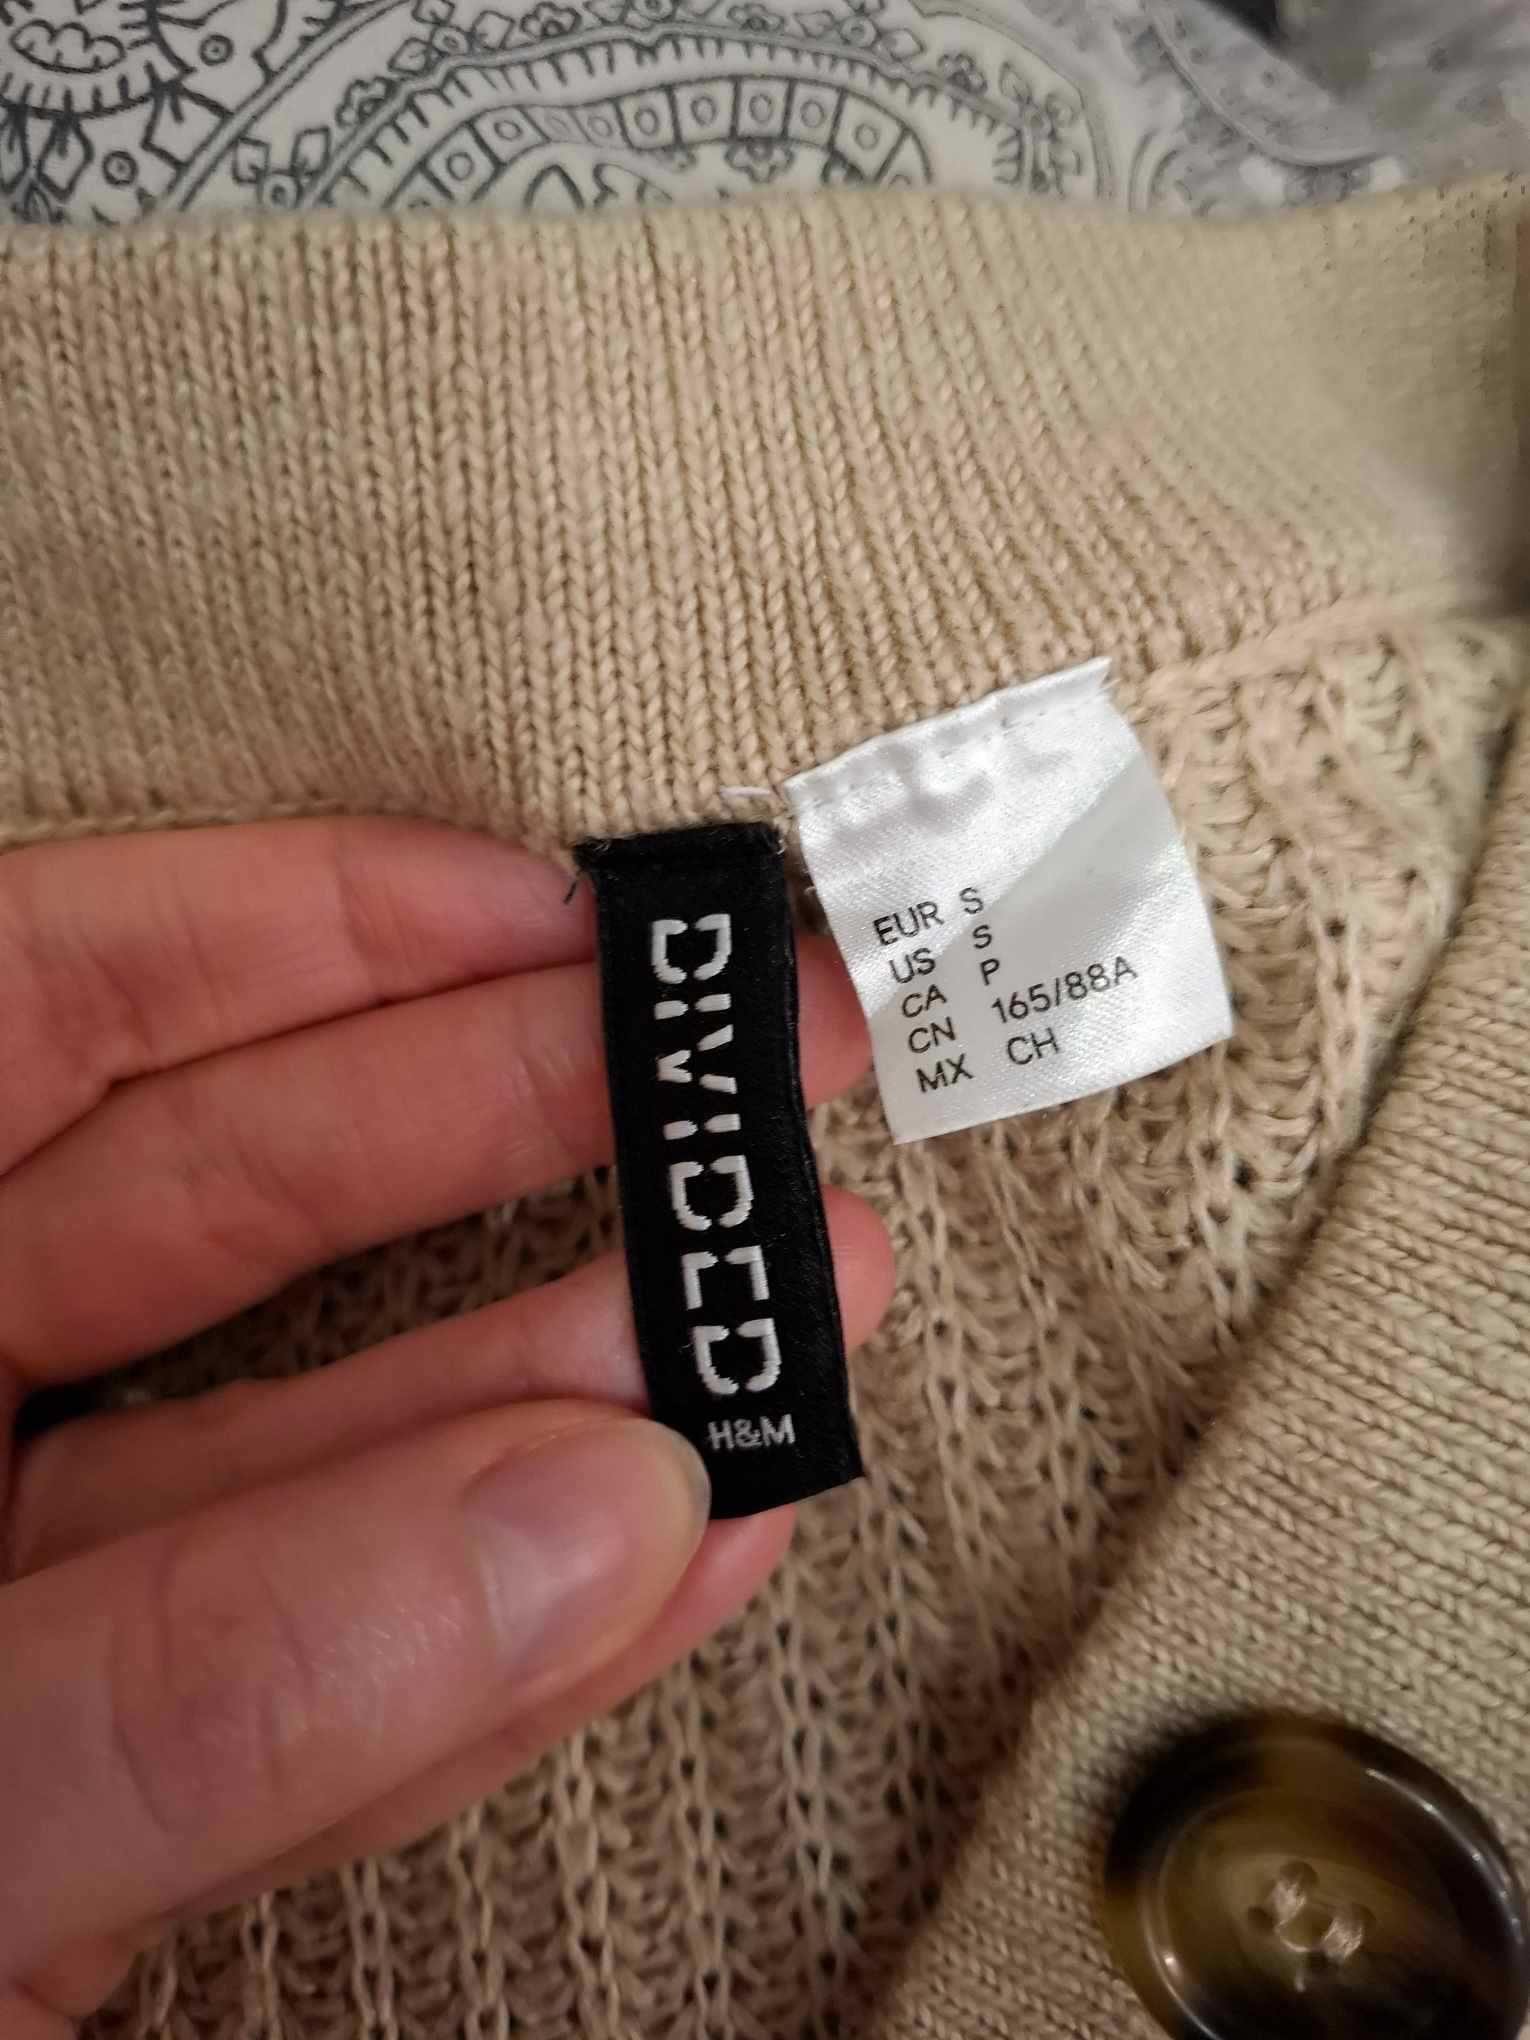 DIVIDED
H&M
EUR S
US S
CA P
CN 165/88A
MX CH